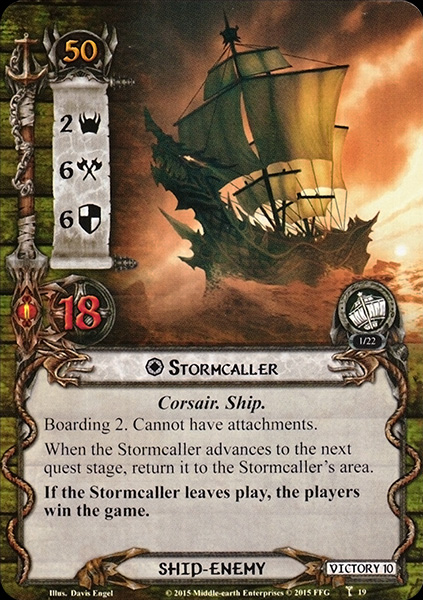 50
2
6
6
18
1/22
STORMCALLER
Corsair. Ship.
Boarding 2. Cannot have attachments.
When the Stormcaller advances to the next
quest stage, return it to the Stormcaller's area.
If the Stormcaller leaves play, the players
win the game.
SHIP-ENEMY
VICTORY 10
Illus. Davis Engel © 2015 Middle-earth Enterprises © 2015 FFG 19